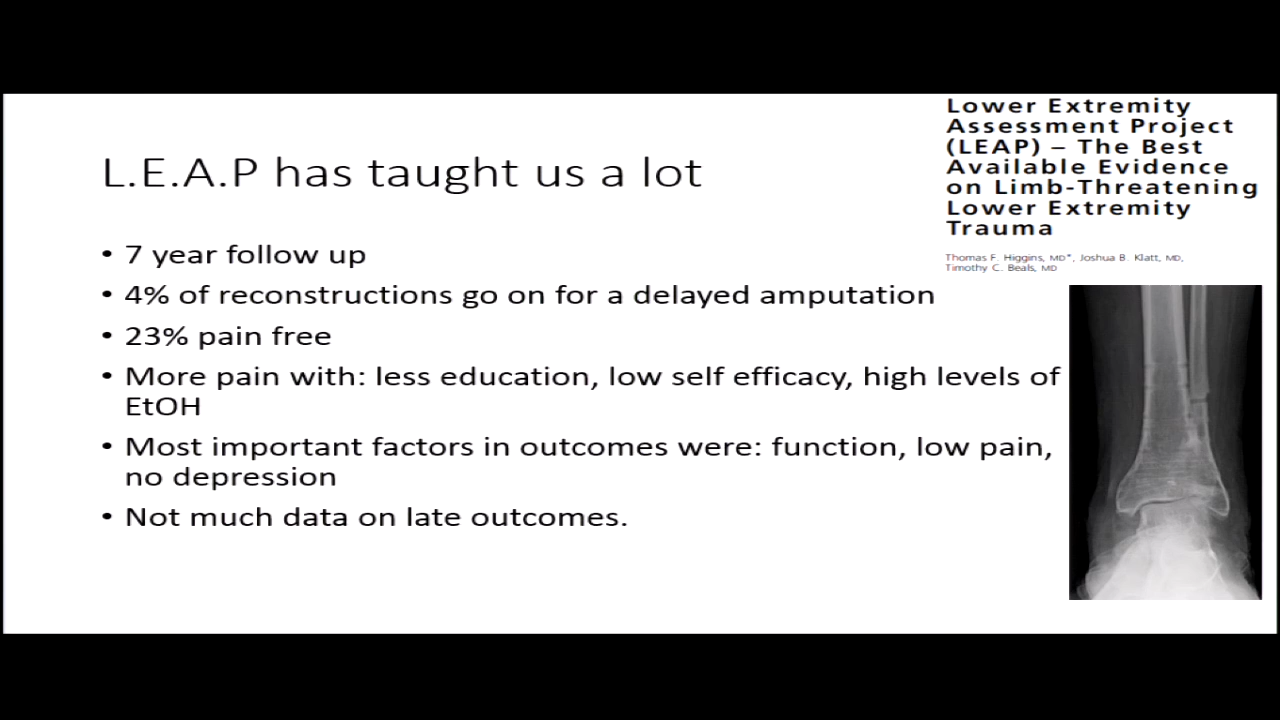 L.E.A.P has taught us a lot
• 7 year follow up
• 4% of reconstructions go on for a delayed amputation
• 23% pain free
• More pain with: less education, low self efficacy, high levels of
EtOH
• Most important factors in outcomes were: function, low pain,
no depression
• Not much data on late outcomes.
Lower Extremity
Assessment Project
(LEAP) – The Best
Available Evidence
on Limb-Threatening
Lower Extremity
Trauma
Thomas F. Higgins, MD*, Joshua B. Klatt, MD,
Timothy C. Beals, MD